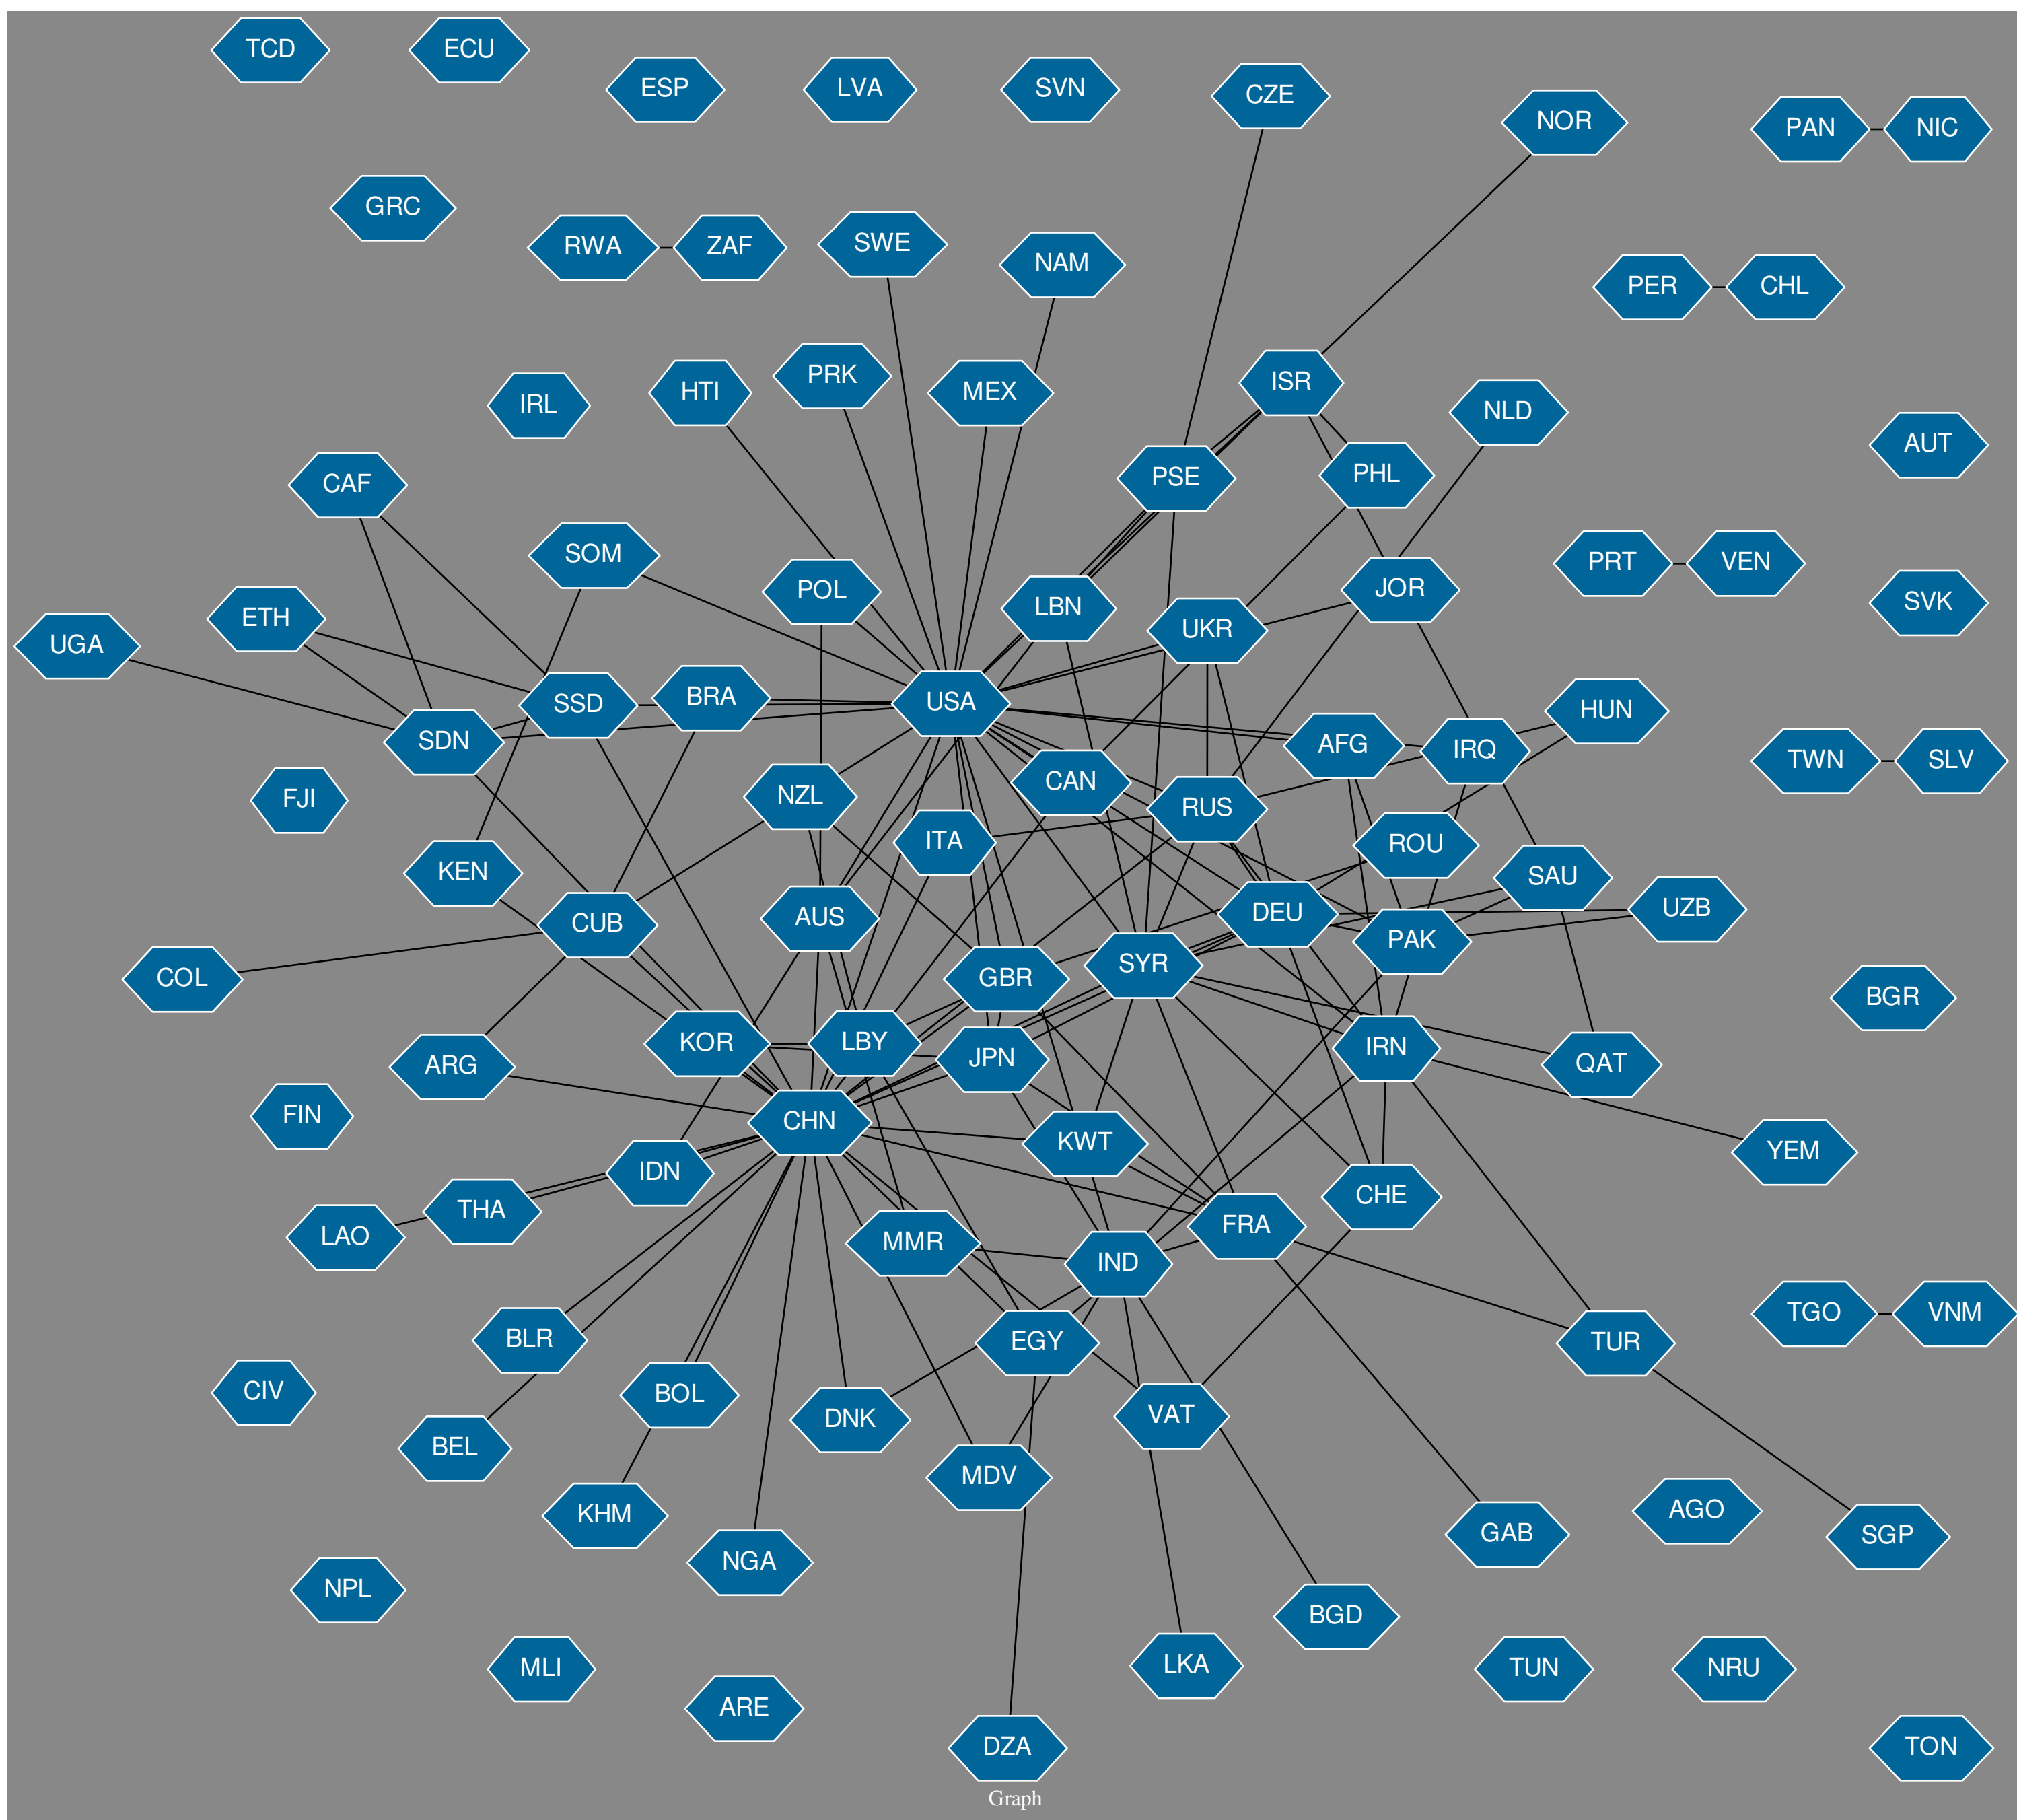 TCD
ECU
ESP
LVA
SVN
CZE
NOR
PAN
NIC
GRC
RWA
ZAF
SWE
NAM
PER
CHL
IRL
HTI
PRK
MEX
ISR
NLD
AUT
CAF
PSE
PHL
SOM
PRT
VEN
POL
LBN
JOR
SVK
UGA
ETH
UKR
SSD
BRA
USA
HUN
SDN
AFG
IRQ
TWN
SLV
FJI
NZL
CAN
RUS
ITA
ROU
KEN
SAU
CUB
AUS
DEU
PAK
UZB
COL
GBR
SYR
BGR
ARG
KOR
LBY
JPN
IRN
QAT
FIN
CHN
KWT
YEM
IDN
THA
CHE
LAO
MMR
IND
FRA
TGO
VNM
BLR
EGY
TUR
CIV
BOL
DNK
VAT
BEL
MDV
KHM
AGO
GAB
SGP
NGA
NPL
BGD
MLI
LKA
TUN
NRU
ARE
DZA
TON
Graph